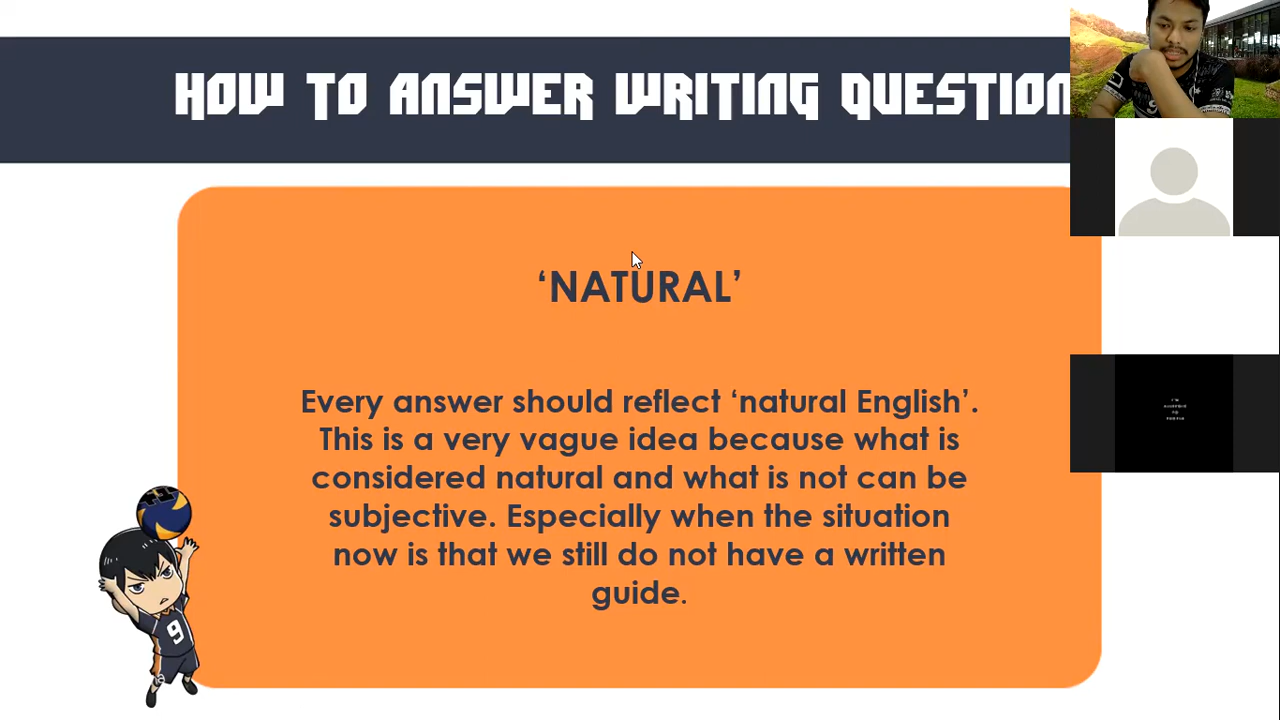 HOW TO ANSWER WRITING QUESTION
‘NATURAL’
Every answer should reflect ‘natural English’.
This is a very vague idea because what is
considered natural and what is not can be
subjective. Especially when the situation
now is that we still do not have a written
guide.
9